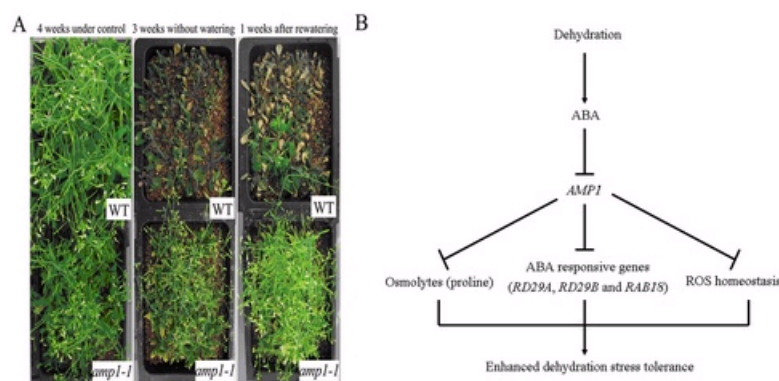 A
4 weeks under control
3 weeks without watering
1 weeks after rewatering
WT
WT
WT
amp1-1
amp1-1
amp1-1
B
Dehydration
ABA
AMP1
Osmolytes (proline)
ABA responsive genes
(RD29A, RD29B and RAB18)
ROS homeostasis
Enhanced dehydration stress tolerance